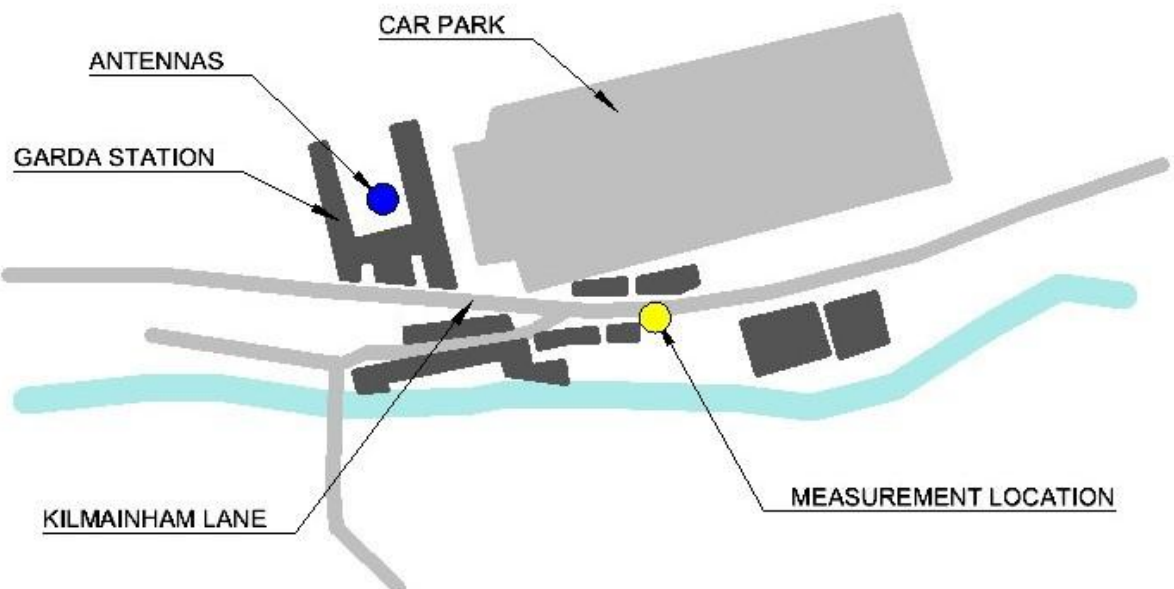 CAR PARK
ANTENNAS
GARDA STATION
MEASUREMENT LOCATION
KILMAINHAM LANE